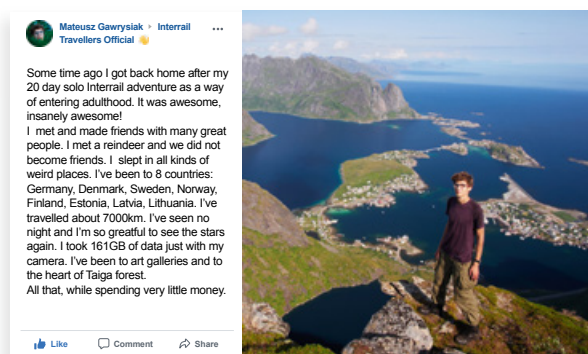 Mateusz Gawrysiak ▸ Interrail
Travellers Official 👋
Some time ago I got back home after my
20 day solo Interrail adventure as a way
of entering adulthood. It was awesome,
insanely awesome!
I met and made friends with many great
people. I met a reindeer and we did not
become friends. I slept in all kinds of
weird places. I've been to 8 countries:
Germany, Denmark, Sweden, Norway,
Finland, Estonia, Latvia, Lithuania. I've
travelled about 7000km. I've seen no
night and I'm so greatful to see the stars
again. I took 161GB of data just with my
camera. I've been to art galleries and to
the heart of Taiga forest.
All that, while spending very little money.
Like Comment Share